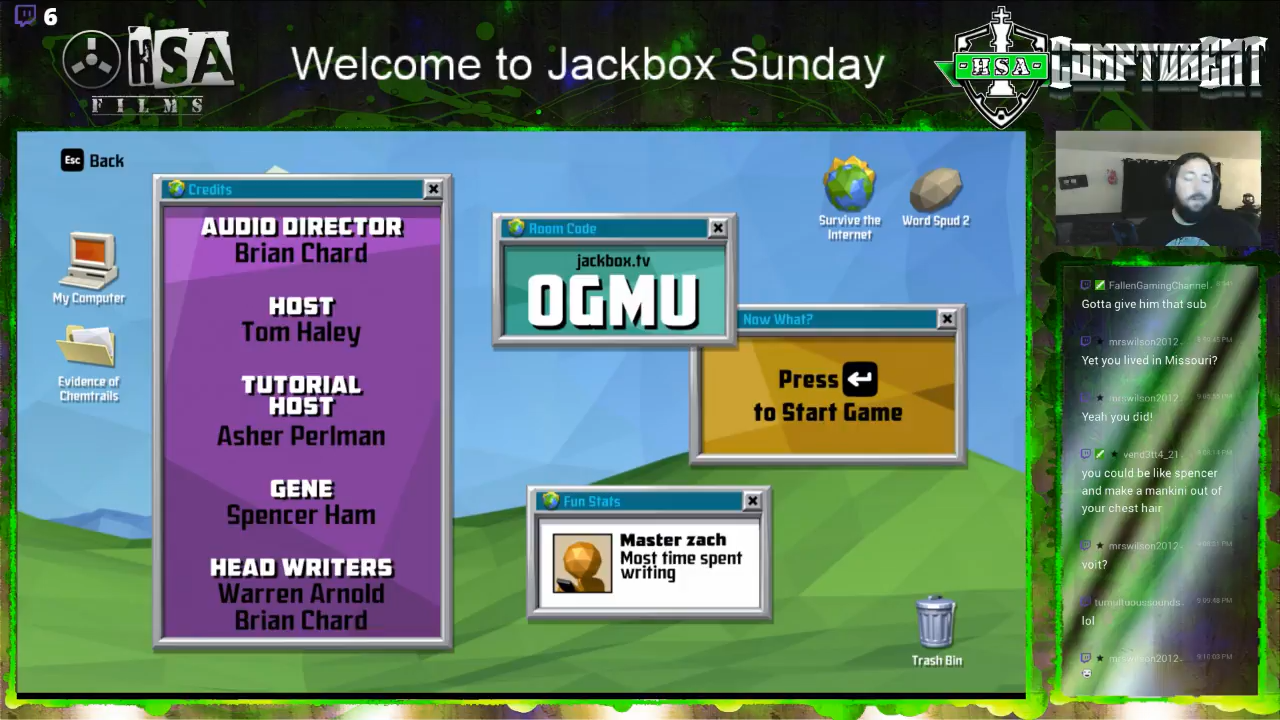 6
HSA
FILMS
Welcome to Jackbox Sunday
HSA
Esc Back
Credits
AUDIO DIRECTOR
Brian Chard
HOST
Tom Haley
TUTORIAL
HOST
Asher Perlman
GENE
Spencer Ham
HEAD WRITERS
Warren Arnold
Brian Chard
My Computer
Evidence of
Chemtrails
Room Code
jackbox.tv
OGMU
Now What?
Press
to Start Game
Fun Stats
Master zach
Most time spent
writing
Survive the
Internet
Word Spud 2
Trash Bin
FallenGamingChannel
Gotta give him that sub
mrswilson2012
Yet you lived in Missouri?
mrswilson2012
Yeah you did!
vend3tt4_21
you could be like spencer
and make a mankini out of
your chest hair
mrswilson2012
voit?
tumultuoussounds
lol
mrswilson2012